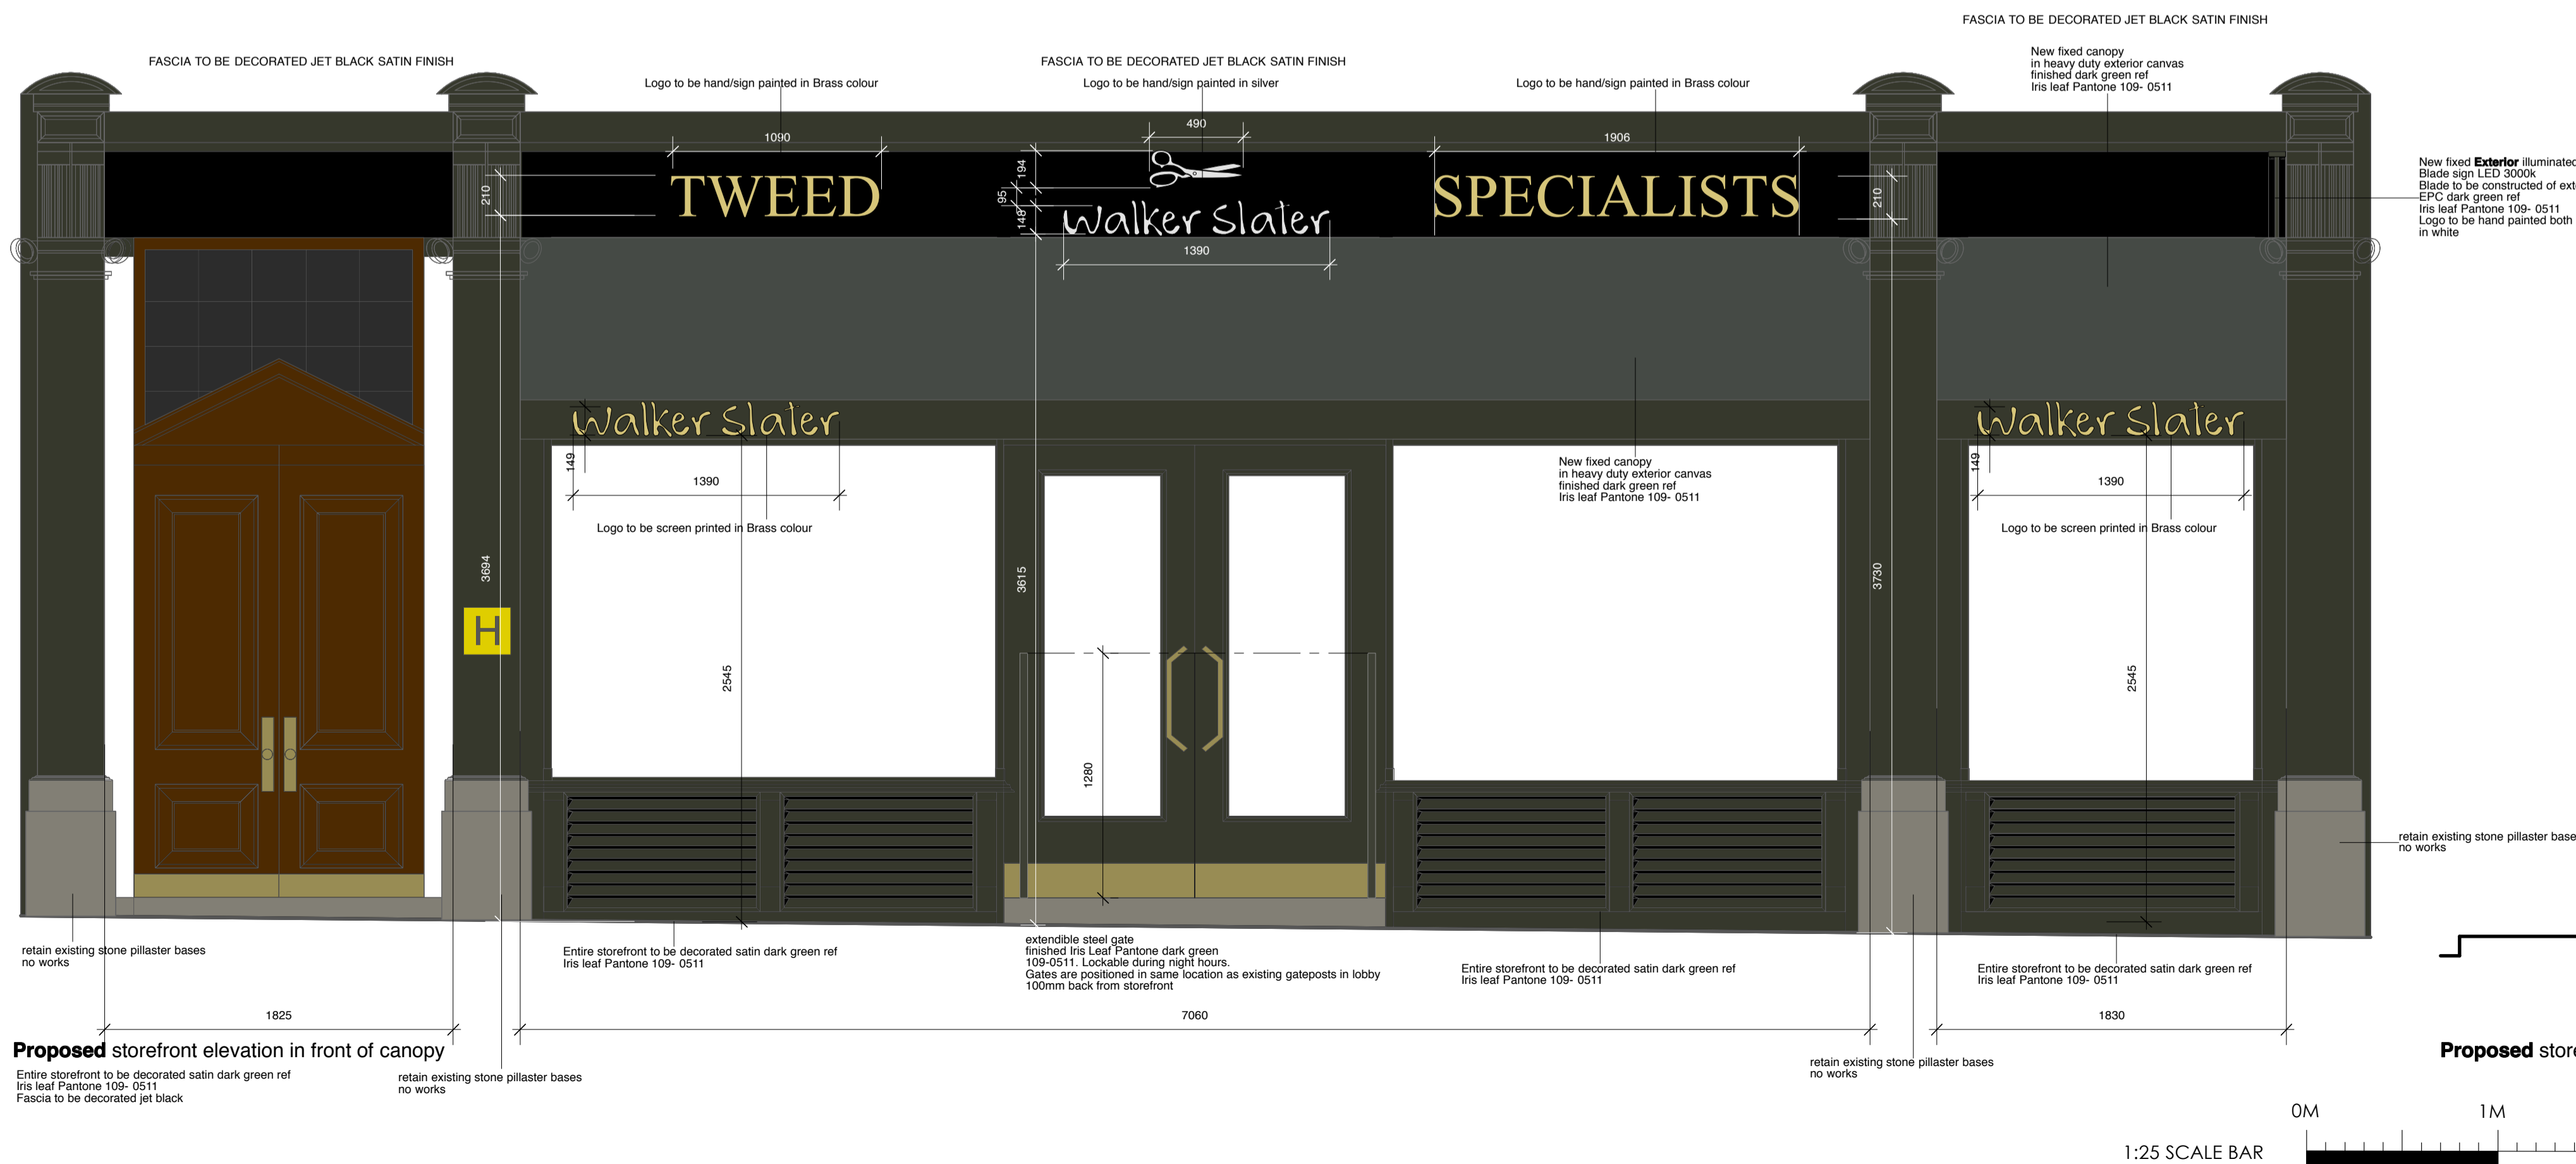 FASCIA TO BE DECORATED JET BLACK SATIN FINISH
FASCIA TO BE DECORATED JET BLACK SATIN FINISH
FASCIA TO BE DECORATED JET BLACK SATIN FINISH
Logo to be hand/sign painted in Brass colour
Logo to be hand/sign painted in silver
Logo to be hand/sign painted in Brass colour
New fixed canopy
in heavy duty exterior canvas
finished dark green ref
Iris leaf Pantone 109- 0511
1090
490
1906
210
TWEED
194
95
148
Walker Slater
1390
SPECIALISTS
210
New fixed Exterior illuminated
Blade sign LED 3000k
Blade to be constructed of
EPC dark green ref
Iris leaf Pantone 109- 0511
Logo to be hand painted both
in white
Walker Slater
149
1390
Logo to be screen printed in Brass colour
New fixed canopy
in heavy duty exterior canvas
finished dark green ref
Iris leaf Pantone 109- 0511
Walker Slater
149
1390
Logo to be screen printed in Brass colour
3694
H
2545
3615
1280
3730
2545
retain existing stone pillaster base
no works
retain existing stone pillaster bases
no works
Entire storefront to be decorated satin dark green ref
Iris leaf Pantone 109- 0511
extendible steel gate
finished Iris Leaf Pantone dark green
109-0511. Lockable during night hours.
Gates are positioned in same location as existing gateposts in lobby
100mm back from storefront
Entire storefront to be decorated satin dark green ref
Iris leaf Pantone 109- 0511
Entire storefront to be decorated satin dark green ref
Iris leaf Pantone 109- 0511
1825
7060
1830
Proposed storefront elevation in front of canopy
Entire storefront to be decorated satin dark green ref
Iris leaf Pantone 109- 0511
Fascia to be decorated jet black
retain existing stone pillaster bases
no works
retain existing stone pillaster bases
no works
Proposed
0M
1M
1:25 SCALE BAR